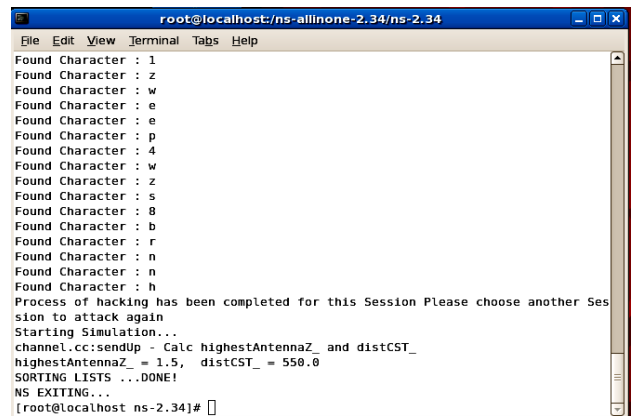 root@localhost:/ns-allinone-2.34/ns-2.34
File Edit View Terminal Tabs Help
Found Character : 1
Found Character : z
Found Character : w
Found Character : e
Found Character : e
Found Character : p
Found Character : 4
Found Character : w
Found Character : z
Found Character : s
Found Character : 8
Found Character : b
Found Character : r
Found Character : n
Found Character : n
Found Character : h
Process of hacking has been completed for this Session Please choose another Ses
sion to attack again
Starting Simulation...
channel.cc:sendUp - Calc highestAntennaZ_ and distCST_
highestAntennaZ_ = 1.5,  distCST_ = 550.0
SORTING LISTS ...DONE!
NS EXITING...
[root@localhost ns-2.34]#